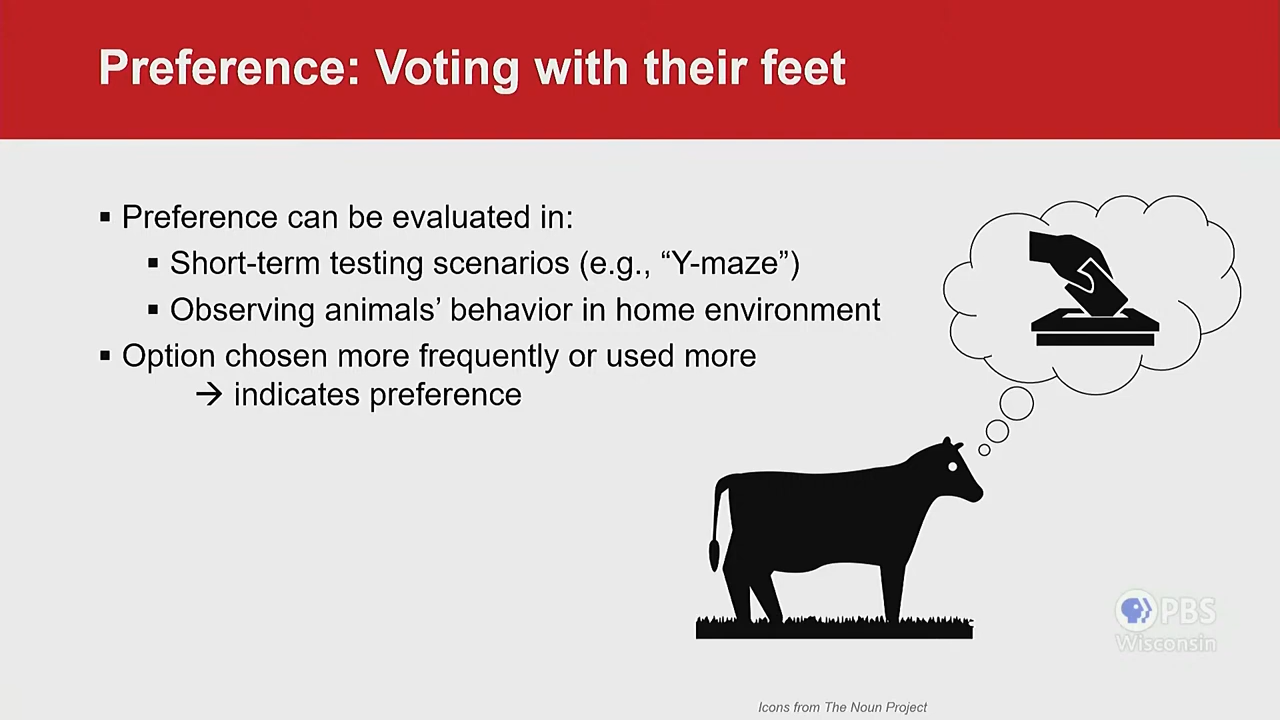 Preference: Voting with their feet
▪ Preference can be evaluated in:
▪ Short-term testing scenarios (e.g., “Y-maze”)
▪ Observing animals’ behavior in home environment
▪ Option chosen more frequently or used more
→ indicates preference
PBS
Wisconsin
Icons from The Noun Project